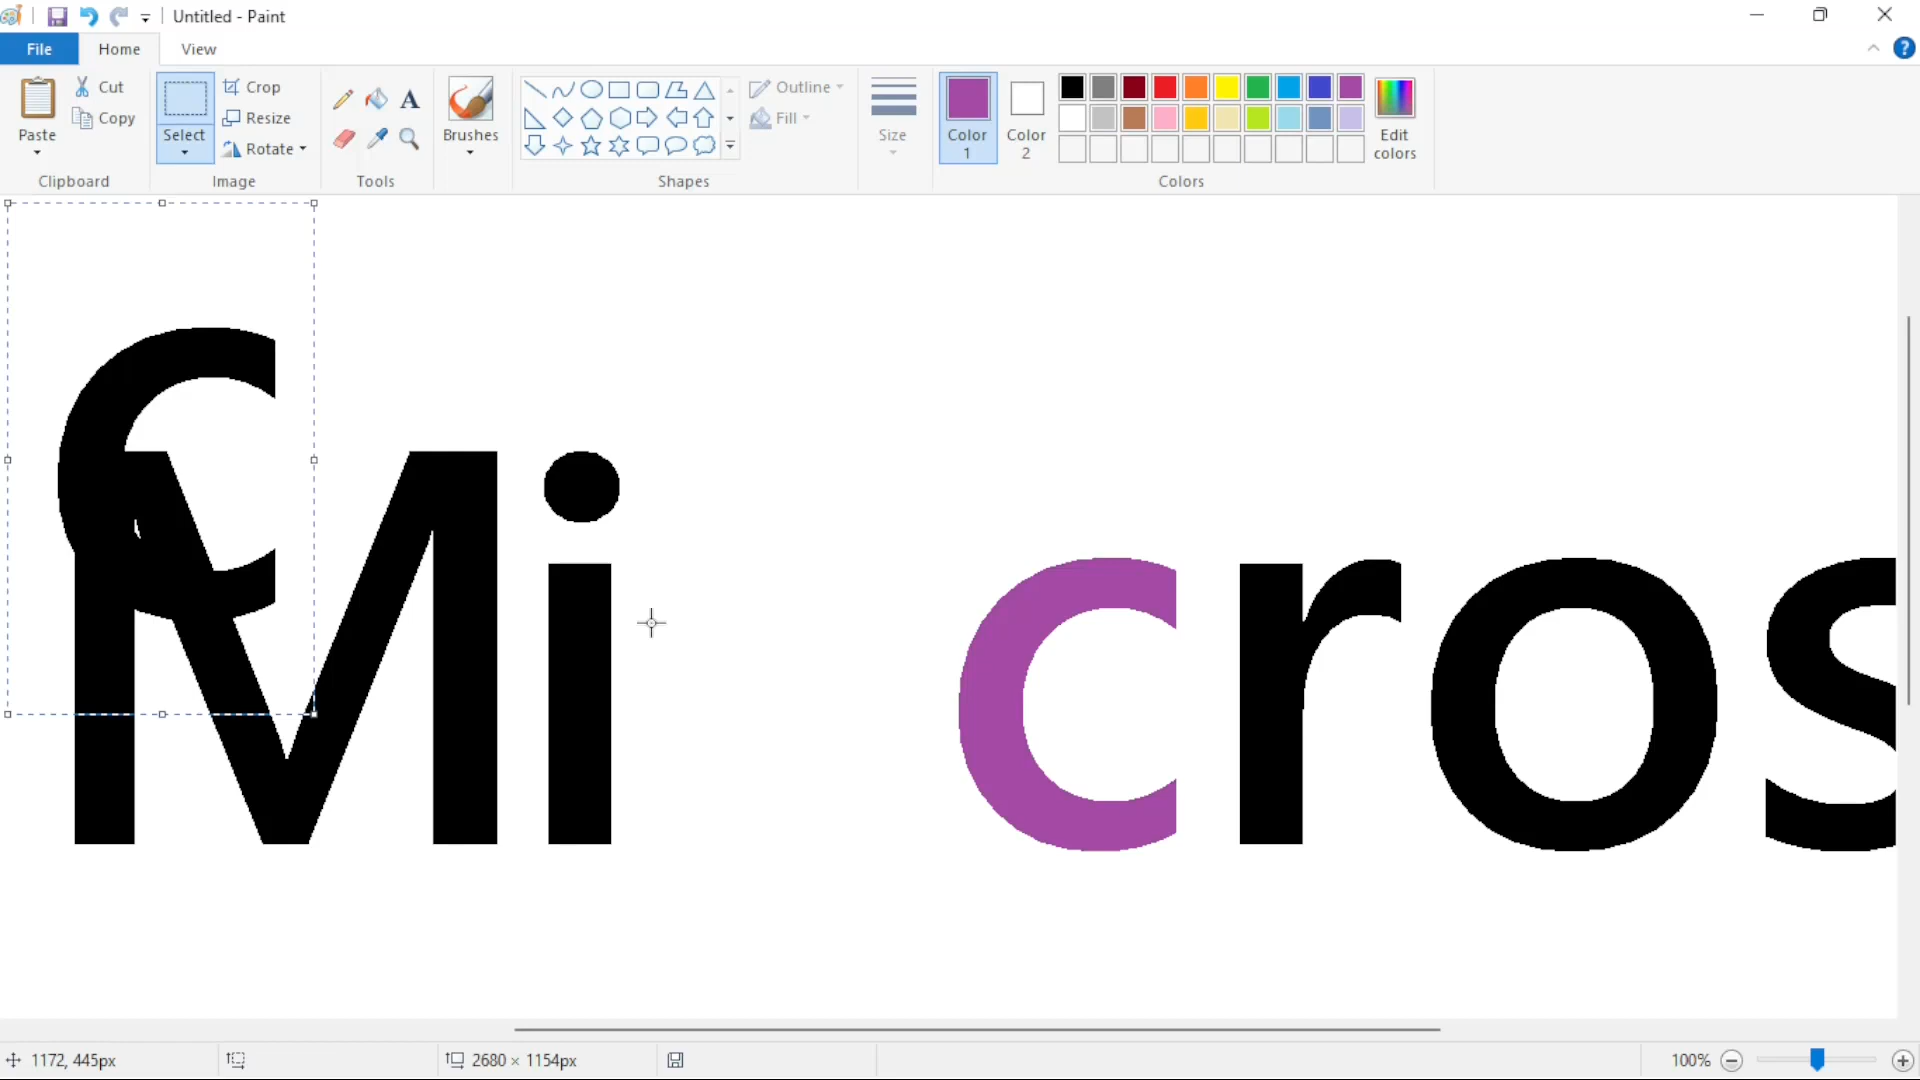 Untitled - Paint
File Home View
Paste Cut Copy Clipboard
Select Crop Resize Rotate Image
Tools
Brushes
Outline Fill Shapes
Size
Color 1 Color 2 Edit colors Colors
c
Mi cros
1172, 445px 2680 × 1154px 100%